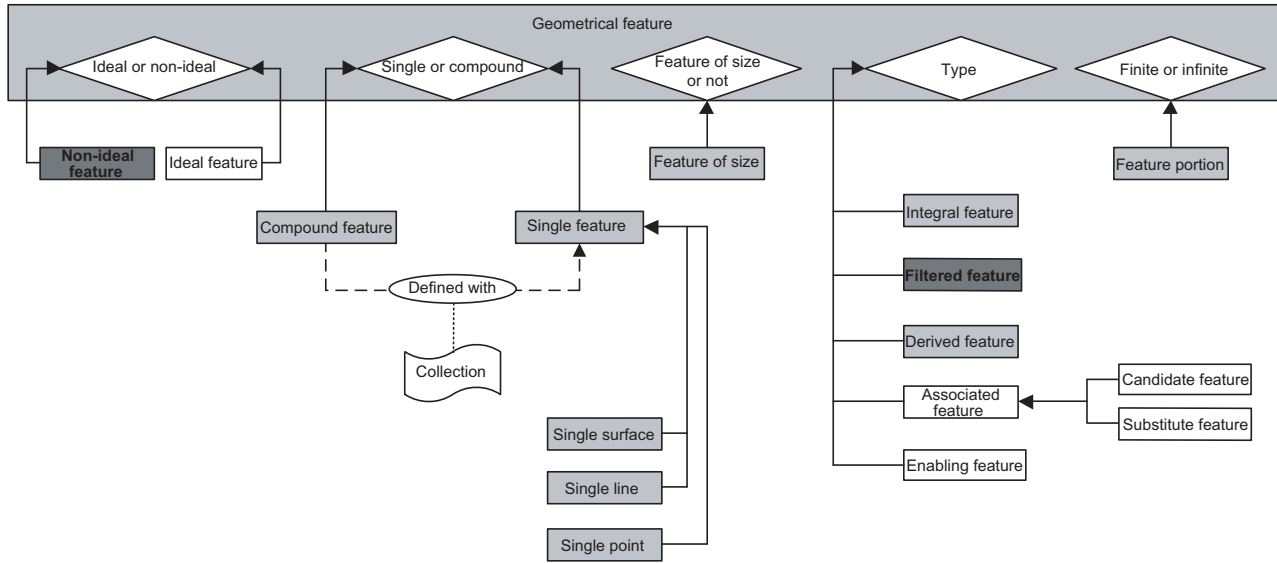 Geometrical feature
Ideal or non-ideal
Single or compound
Feature of size
or not
Type
Finite or infinite
Non-ideal
feature
Ideal feature
Feature of size
Feature portion
Compound feature
Single feature
Integral feature
Defined with
Filtered feature
Collection
Derived feature
Associated
feature
Candidate feature
Substitute feature
Single surface
Enabling feature
Single line
Single point